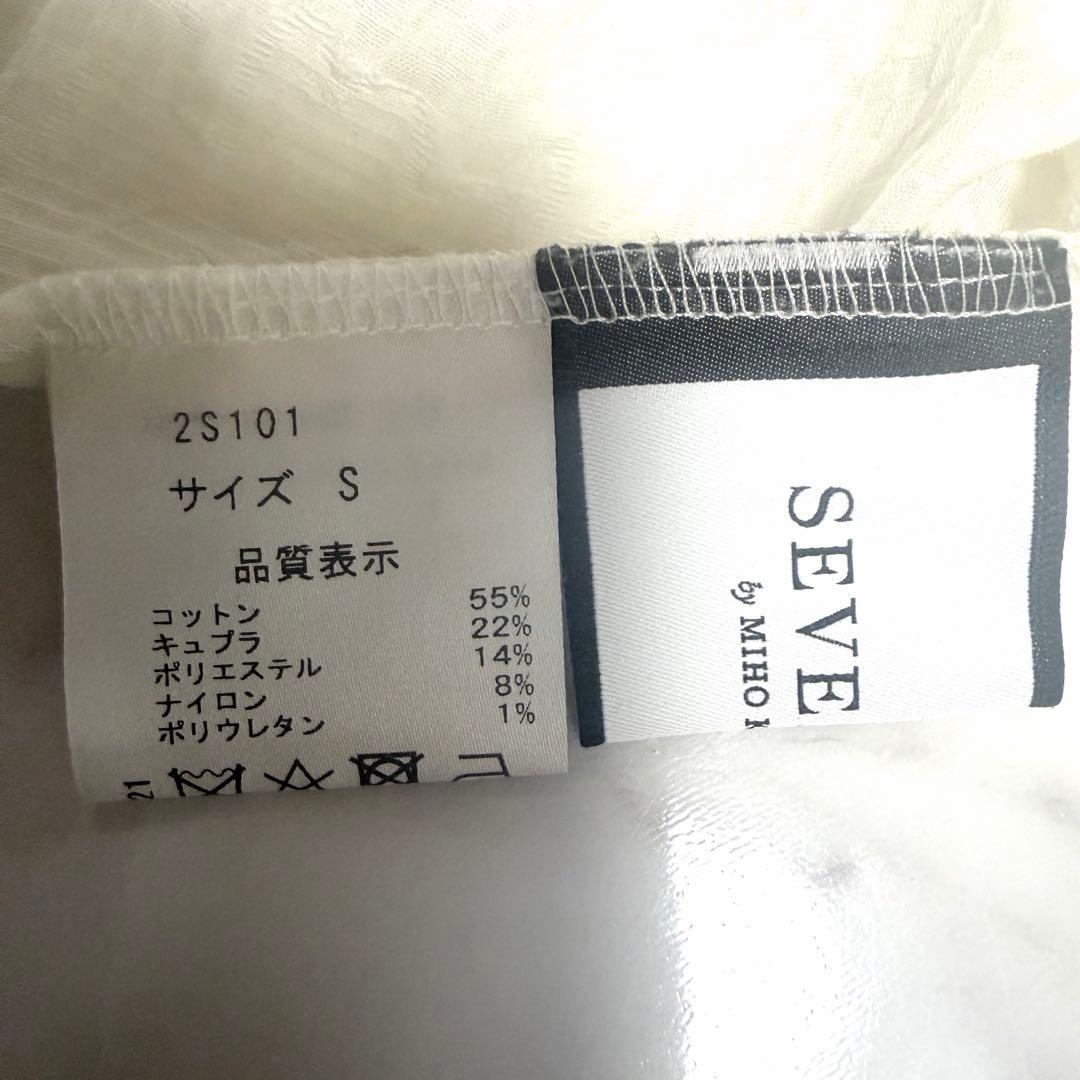 2S101
サイズ S
品質表示
コットン 55%
キュプラ 22%
ポリエステル 14%
ナイロン 8%
ポリウレタン 1%
21
SEVE
by MIHO K